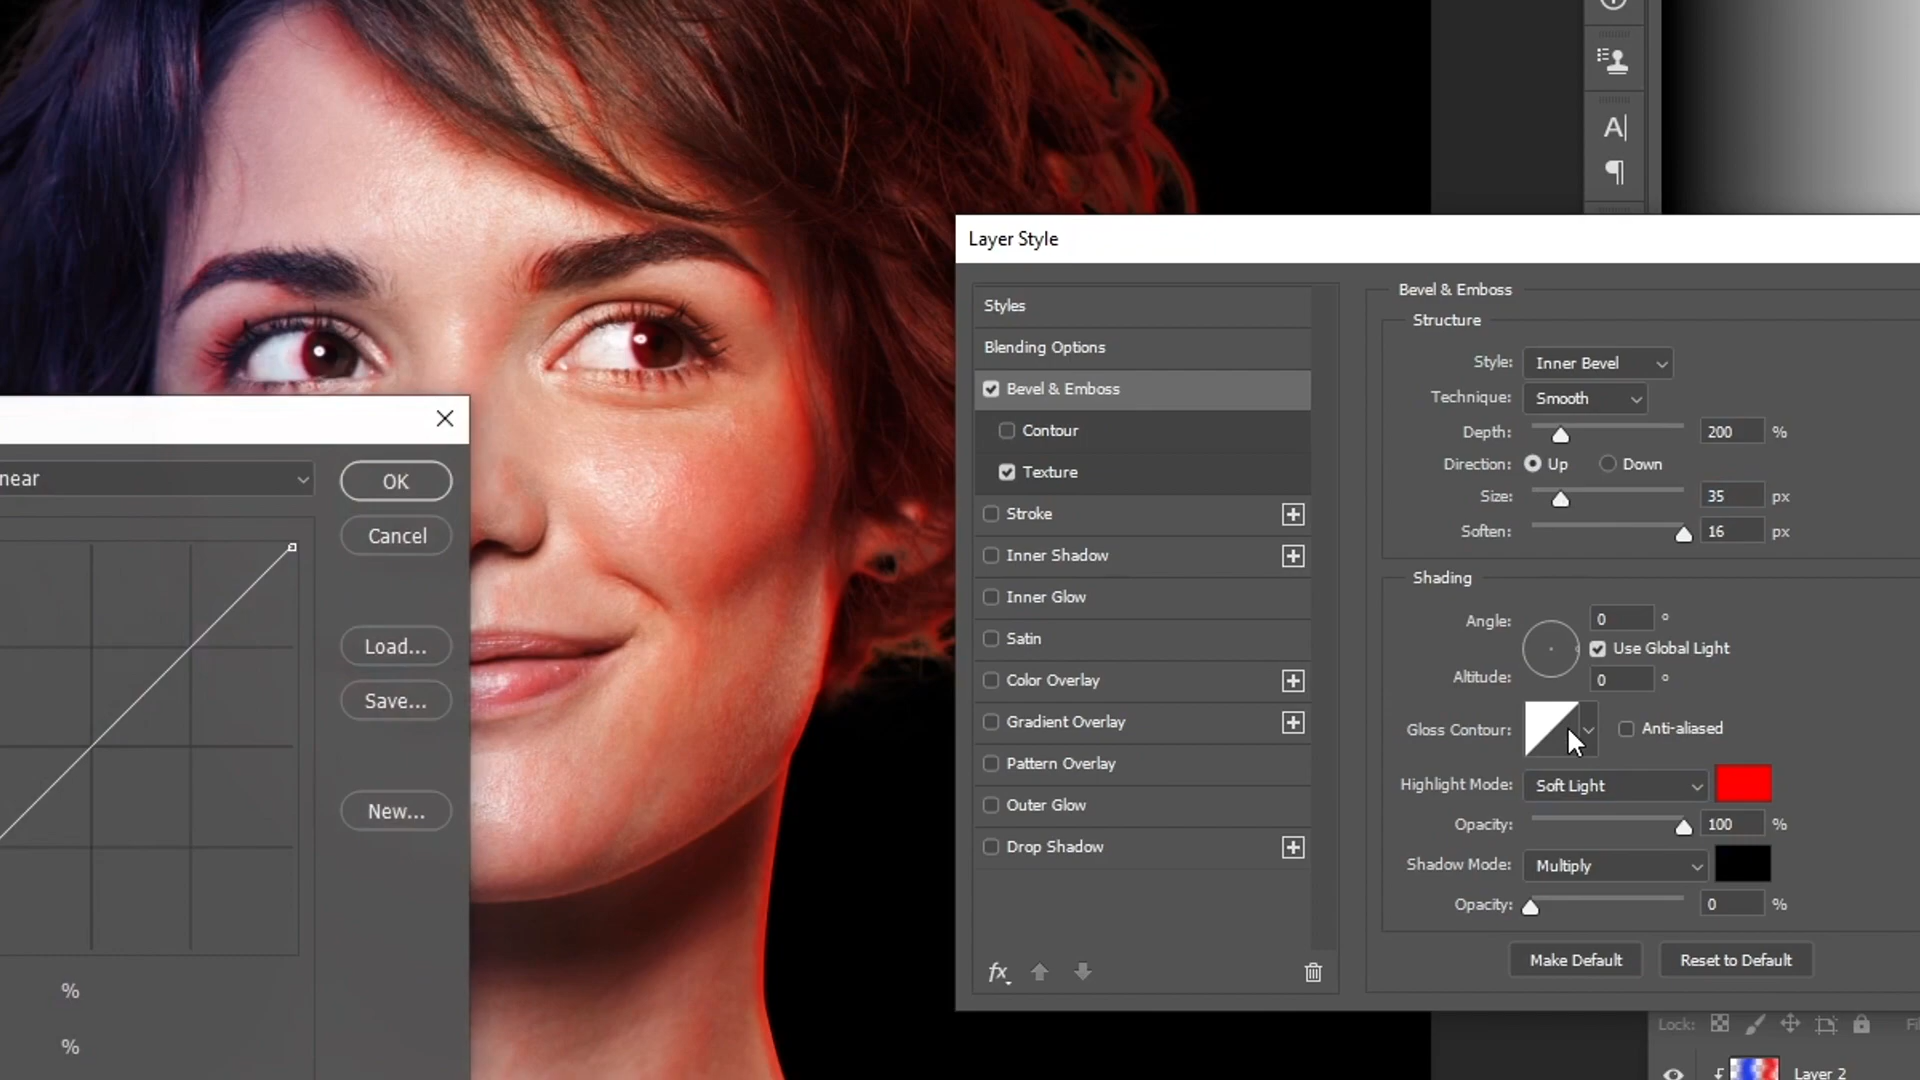 Layer Style
Styles
Blending Options
Bevel & Emboss
Contour
Texture
Stroke
Inner Shadow
Inner Glow
Satin
Color Overlay
Gradient Overlay
Pattern Overlay
Outer Glow
Drop Shadow
fx
Bevel & Emboss
Structure
Style: Inner Bevel
Technique: Smooth
Depth: 200 %
Direction: Up Down
Size: 35 px
Soften: 16 px
Shading
Angle: 0 °
Use Global Light
Altitude: 0 °
Gloss Contour: Anti-aliased
Highlight Mode: Soft Light
Opacity: 100 %
Shadow Mode: Multiply
Opacity: 0 %
Make Default Reset to Default
near
OK
Cancel
Load...
Save...
New...
%
%
Lock:
Layer 2